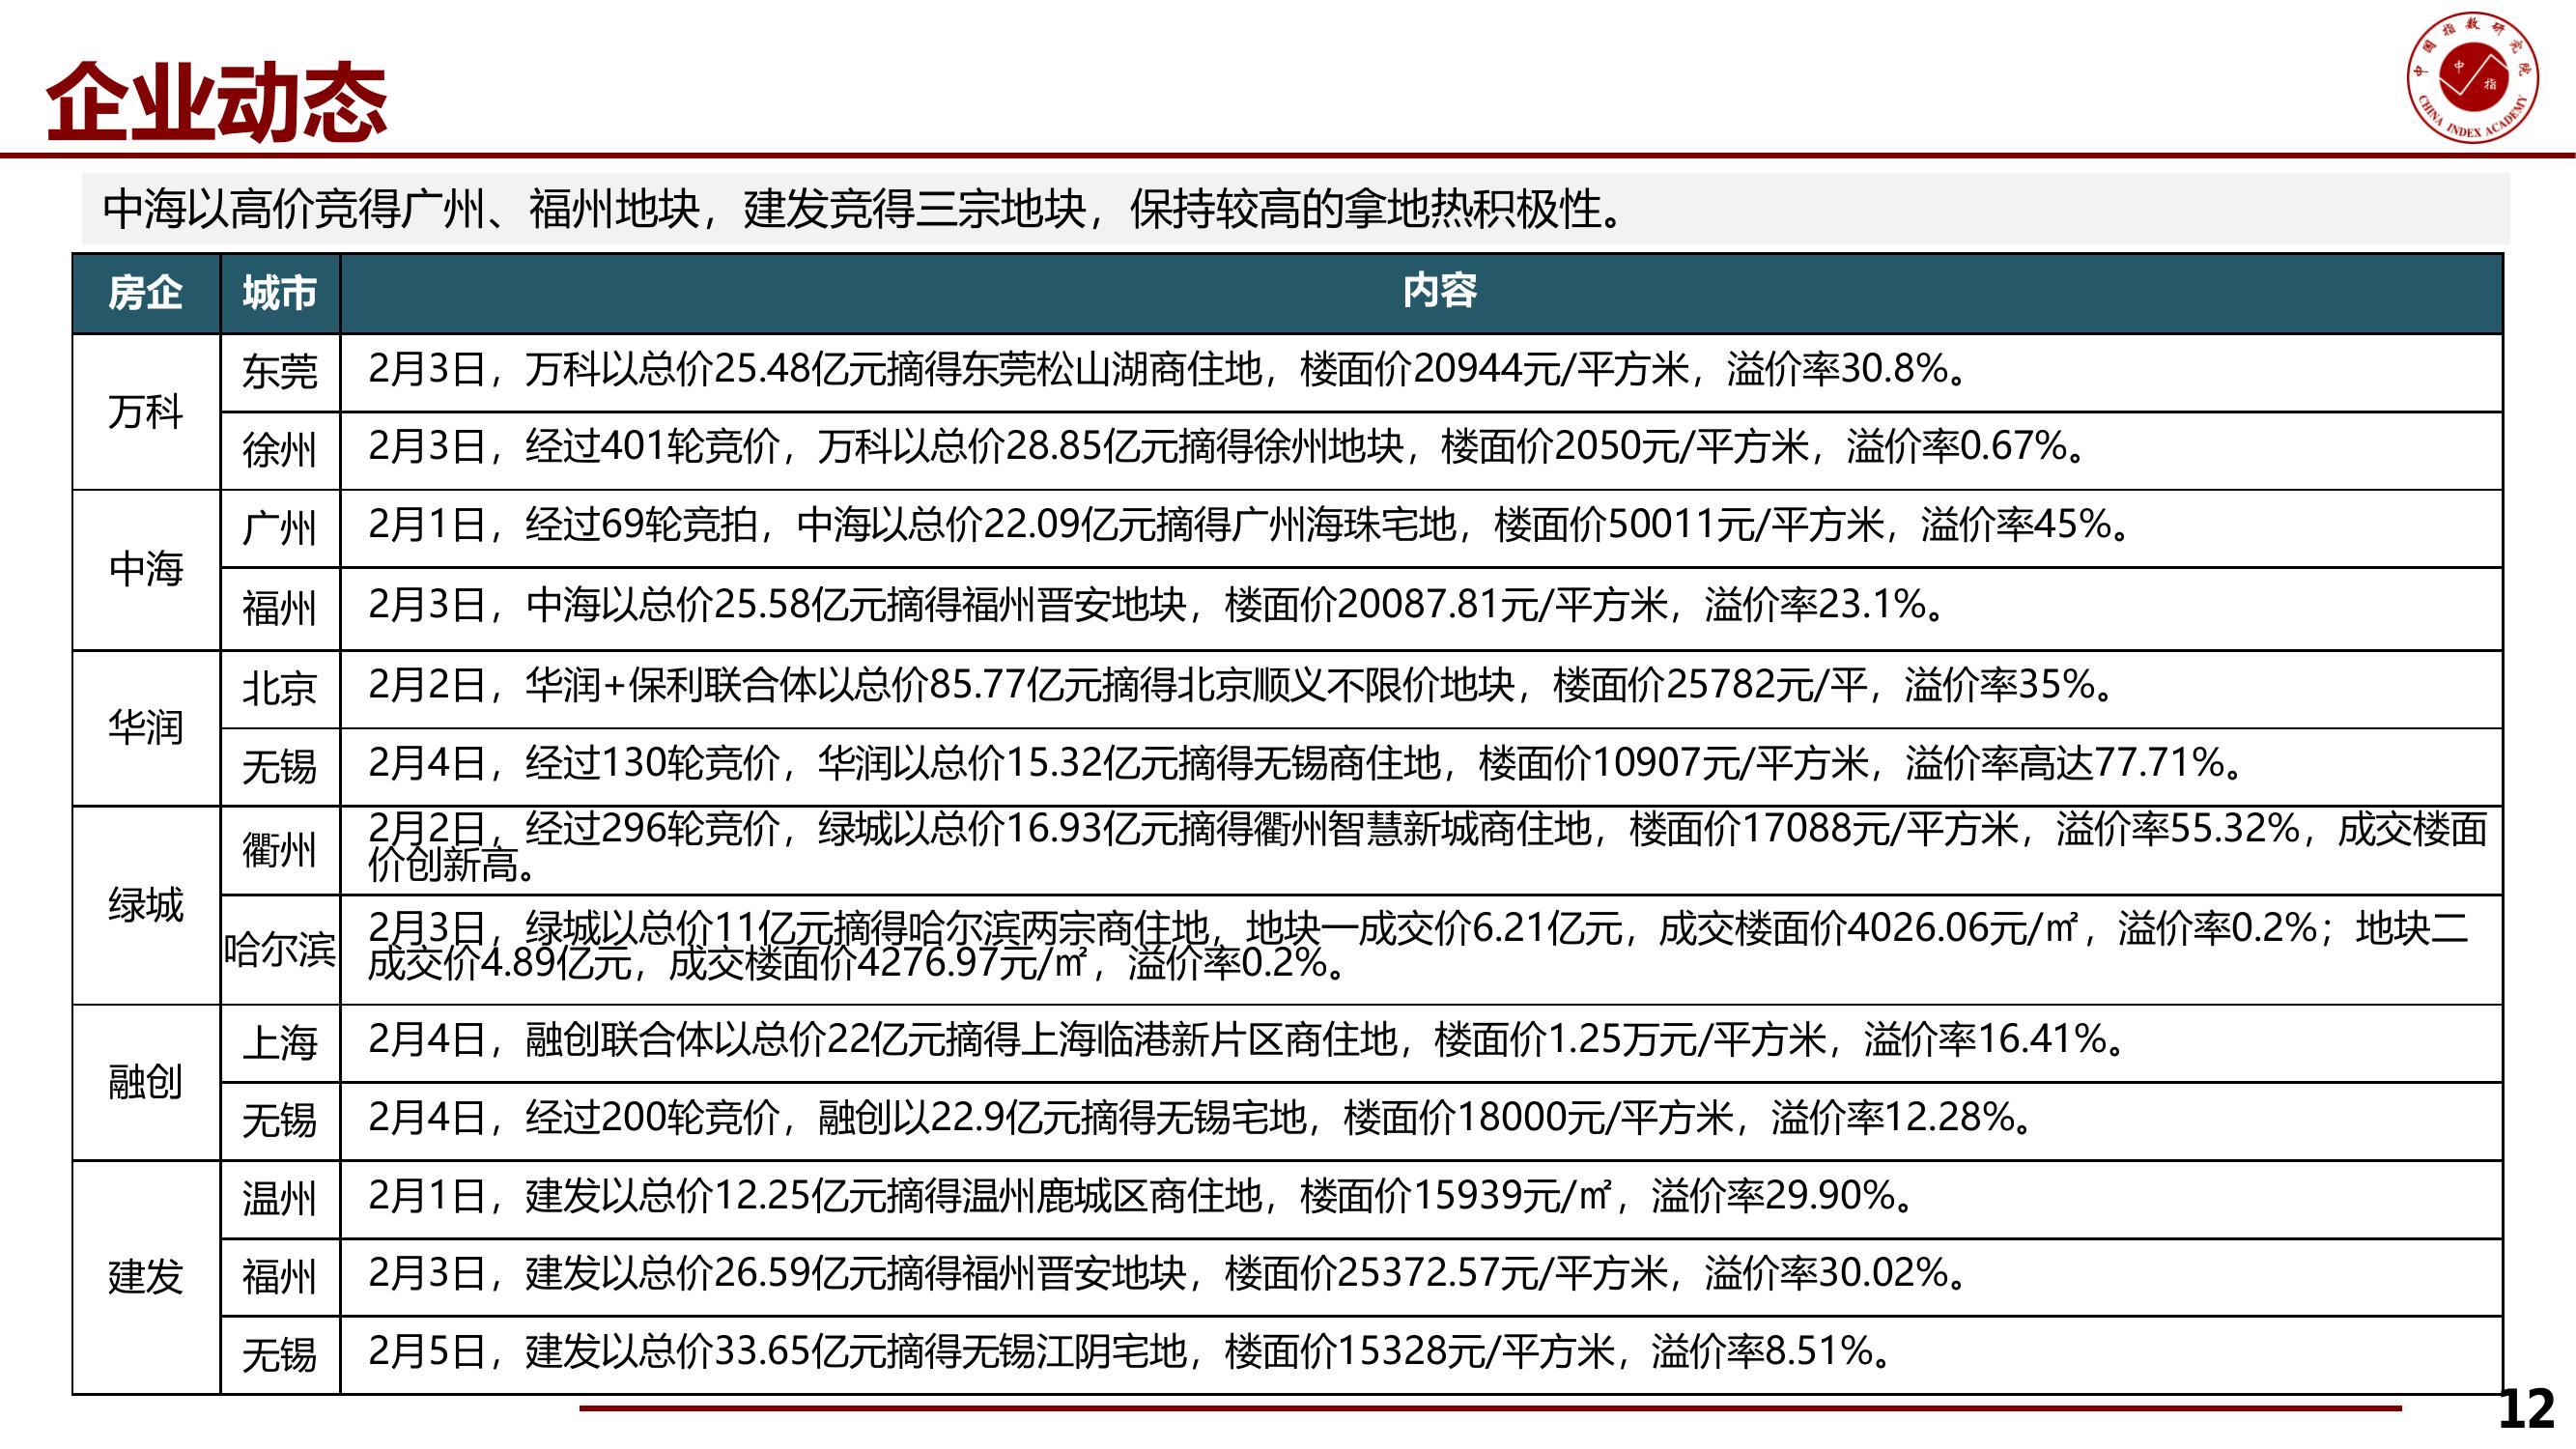 企业动态
中国指数研究院
中指
CHINA INDEX ACADEMY
中海以高价竞得广州、福州地块，建发竞得三宗地块，保持较高的拿地热积极性。
房企 城市 内容
万科
东莞 2月3日，万科以总价25.48亿元摘得东莞松山湖商住地，楼面价20944元/平方米，溢价率30.8%。
徐州 2月3日，经过401轮竞价，万科以总价28.85亿元摘得徐州地块，楼面价2050元/平方米，溢价率0.67%。
中海
广州 2月1日，经过69轮竞拍，中海以总价22.09亿元摘得广州海珠宅地，楼面价50011元/平方米，溢价率45%。
福州 2月3日，中海以总价25.58亿元摘得福州晋安地块，楼面价20087.81元/平方米，溢价率23.1%。
华润
北京 2月2日，华润+保利联合体以总价85.77亿元摘得北京顺义不限价地块，楼面价25782元/平，溢价率35%。
无锡 2月4日，经过130轮竞价，华润以总价15.32亿元摘得无锡商住地，楼面价10907元/平方米，溢价率高达77.71%。
绿城
衢州 2月2日，经过296轮竞价，绿城以总价16.93亿元摘得衢州智慧新城商住地，楼面价17088元/平方米，溢价率55.32%，成交楼面
价创新高。
哈尔滨 2月3日，绿城以总价11亿元摘得哈尔滨两宗商住地，地块一成交价6.21亿元，成交楼面价4026.06元/㎡，溢价率0.2%；地块二
成交价4.89亿元，成交楼面价4276.97元/㎡，溢价率0.2%。
融创
上海 2月4日，融创联合体以总价22亿元摘得上海临港新片区商住地，楼面价1.25万元/平方米，溢价率16.41%。
无锡 2月4日，经过200轮竞价，融创以22.9亿元摘得无锡宅地，楼面价18000元/平方米，溢价率12.28%。
建发
温州 2月1日，建发以总价12.25亿元摘得温州鹿城区商住地，楼面价15939元/㎡，溢价率29.90%。
福州 2月3日，建发以总价26.59亿元摘得福州晋安地块，楼面价25372.57元/平方米，溢价率30.02%。
无锡 2月5日，建发以总价33.65亿元摘得无锡江阴宅地，楼面价15328元/平方米，溢价率8.51%。
12